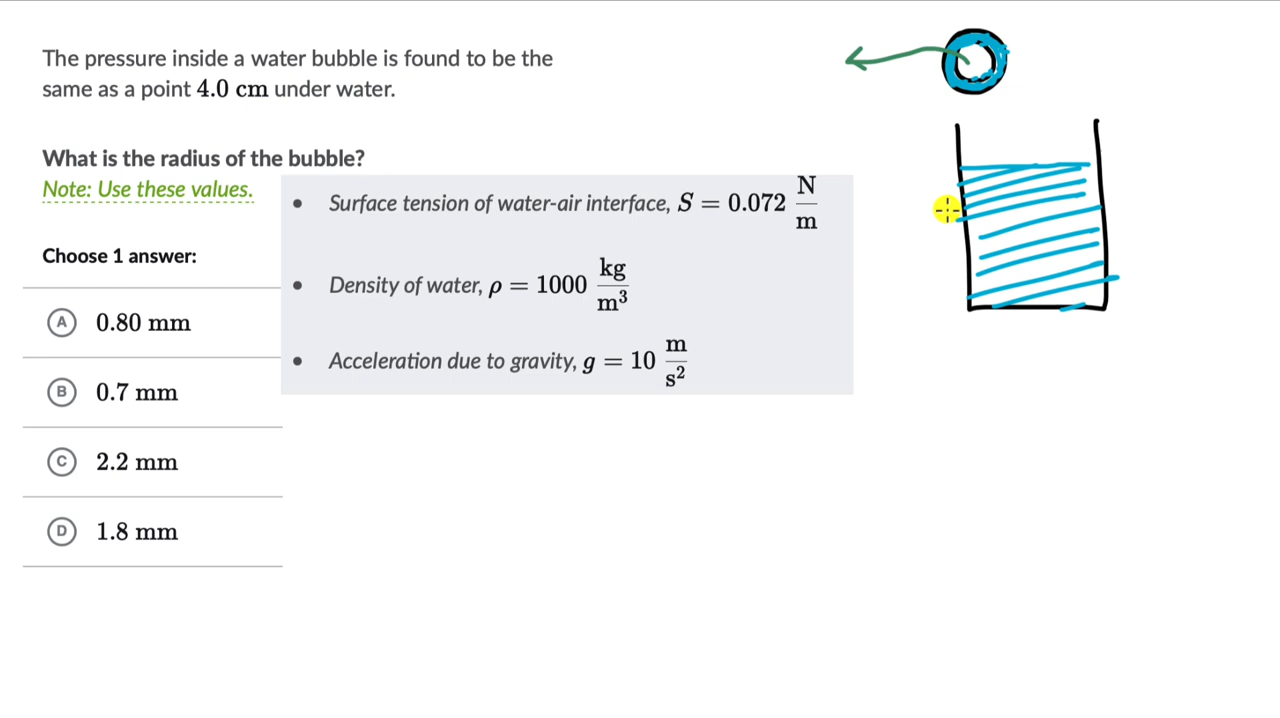 The pressure inside a water bubble is found to be the
same as a point 4.0 cm under water.
What is the radius of the bubble?
Note: Use these values.
• Surface tension of water-air interface, S = 0.072 N/m
• Density of water, ρ = 1000 kg/m³
• Acceleration due to gravity, g = 10 m/s²
Choose 1 answer:
A 0.80 mm
B 0.7 mm
C 2.2 mm
D 1.8 mm